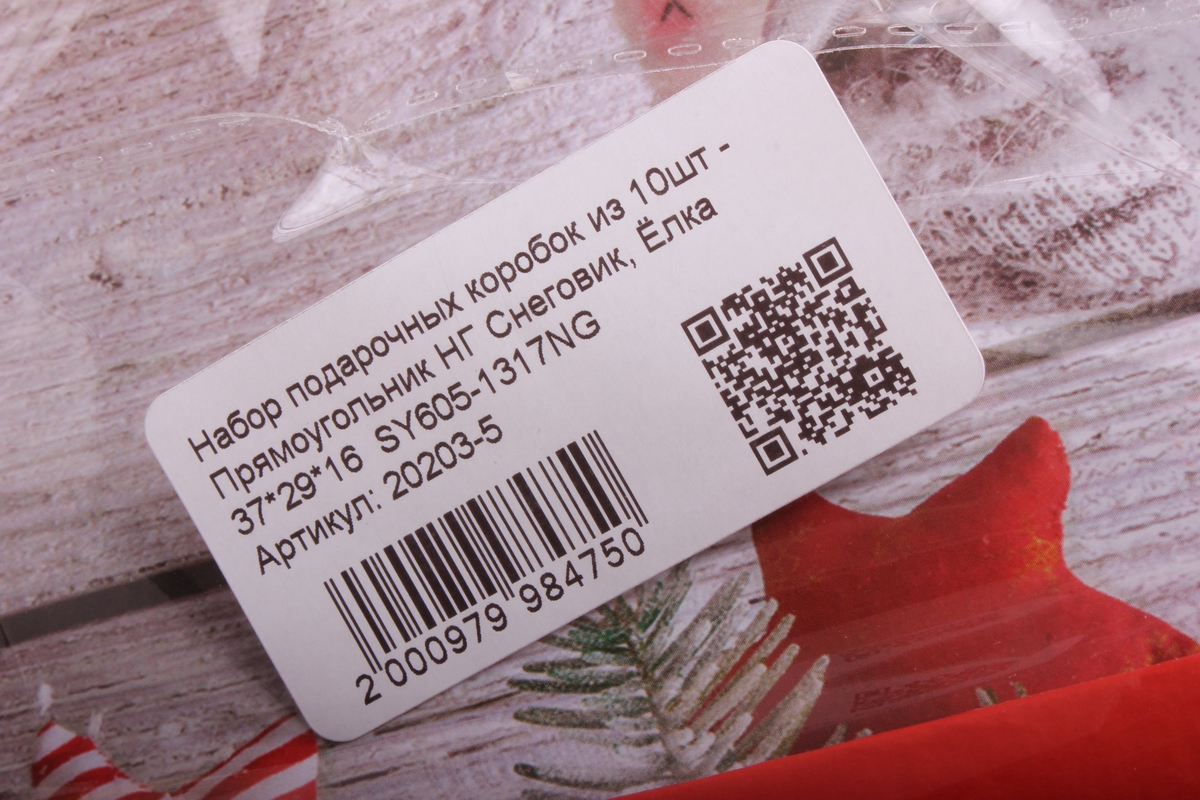 Набор подарочных коробок из 10шт -
Прямоугольник НГ Снеговик, Ёлка
37*29*16 SY605-1317NG
Артикул: 20203-5
2 000979 984750